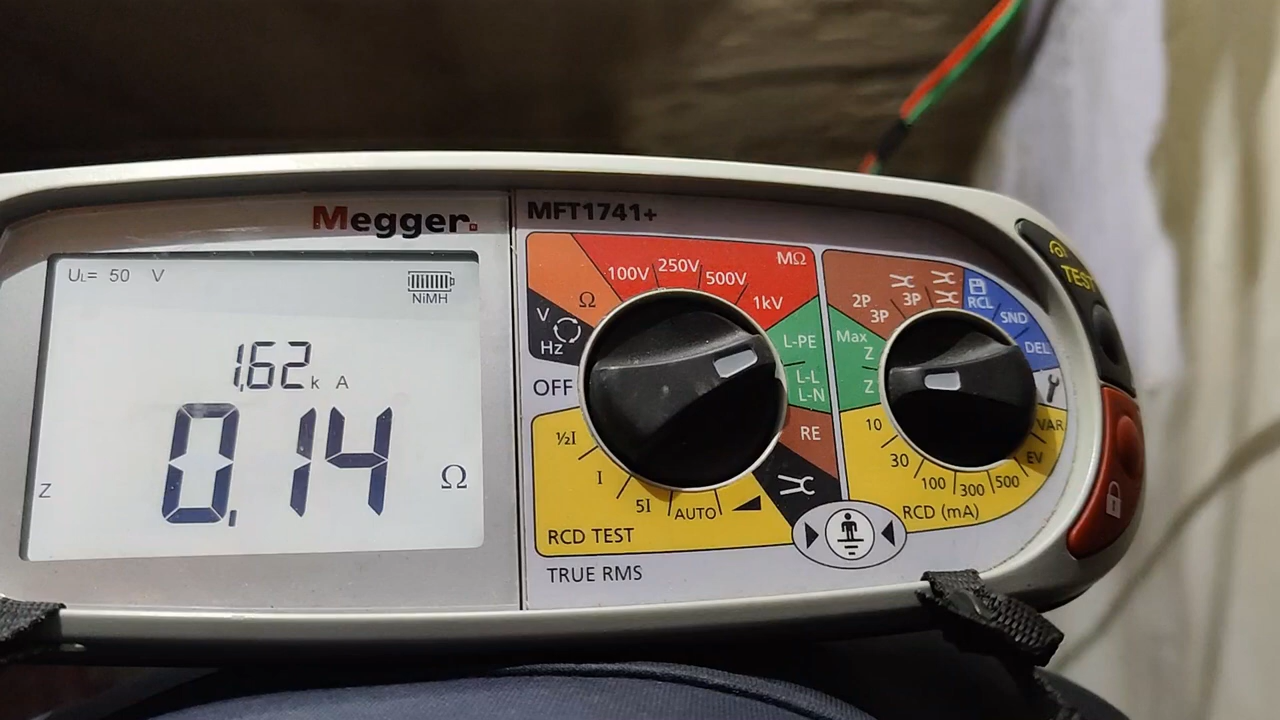 Megger.
MFT1741+
UL= 50 V
NiMH
1.62 k A
0.14
Z
Ω
Ω
100V
250V
500V
1kV
MΩ
V
Hz
OFF
L-PE
L-L
L-N
RE
½I
I
5I
AUTO
RCD TEST
TRUE RMS
2P
3P
3P
RCL
SND
DEL
Max
Z
Z
10
30
100
300
500
EV
VAR
RCD (mA)
TEST